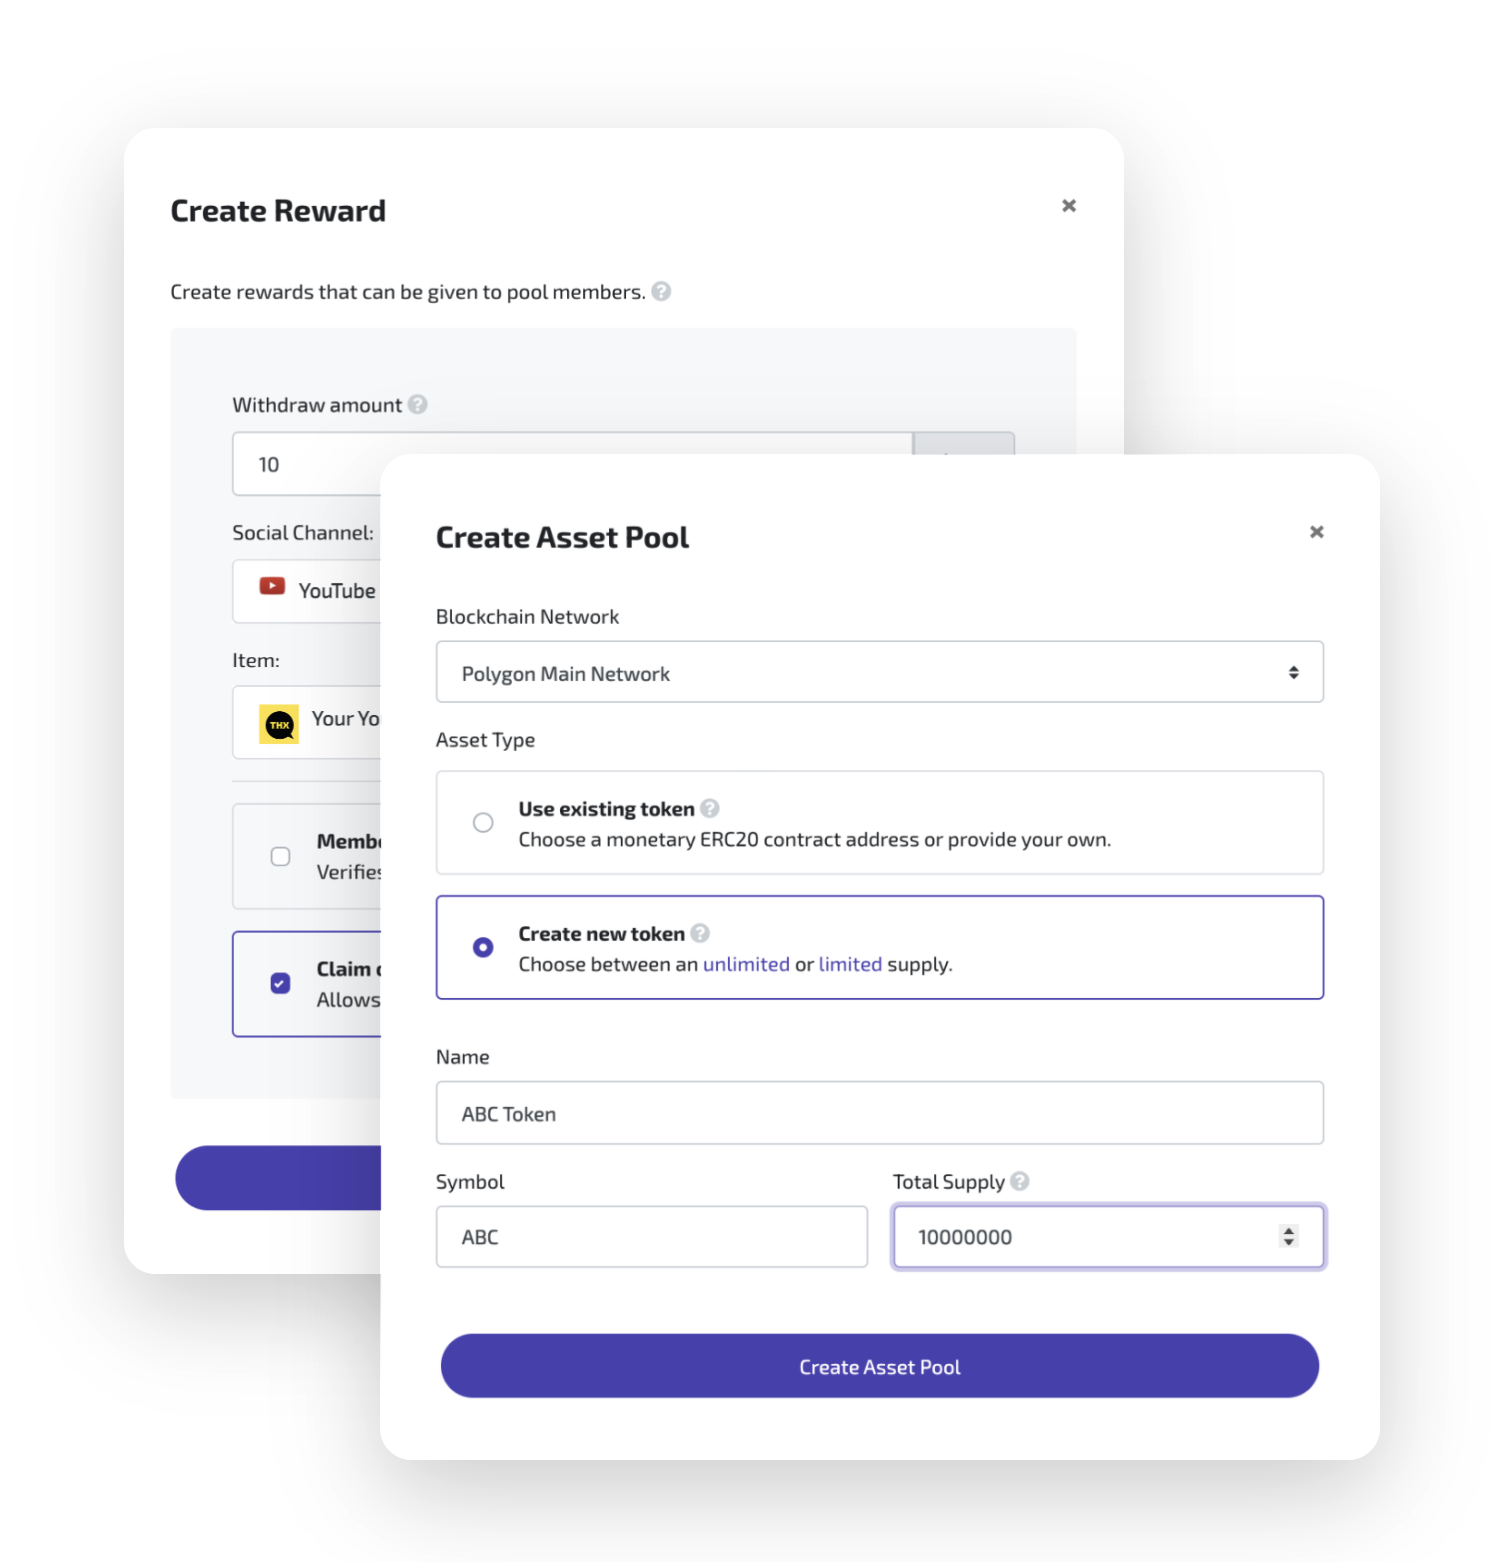 Create Reward
Create rewards that can be given to pool members.
Withdraw amount
10
Social Channel:
YouTube
Item:
THX
Your
Verifies
Claim
Allows
Create Asset Pool
Blockchain Network
Polygon Main Network
Asset Type
Use existing token
Choose a monetary ERC20 contract address or provide your own.
Create new token
Choose between an unlimited or limited supply.
Name
ABC Token
Symbol
Total Supply
ABC
10000000
Create Asset Pool